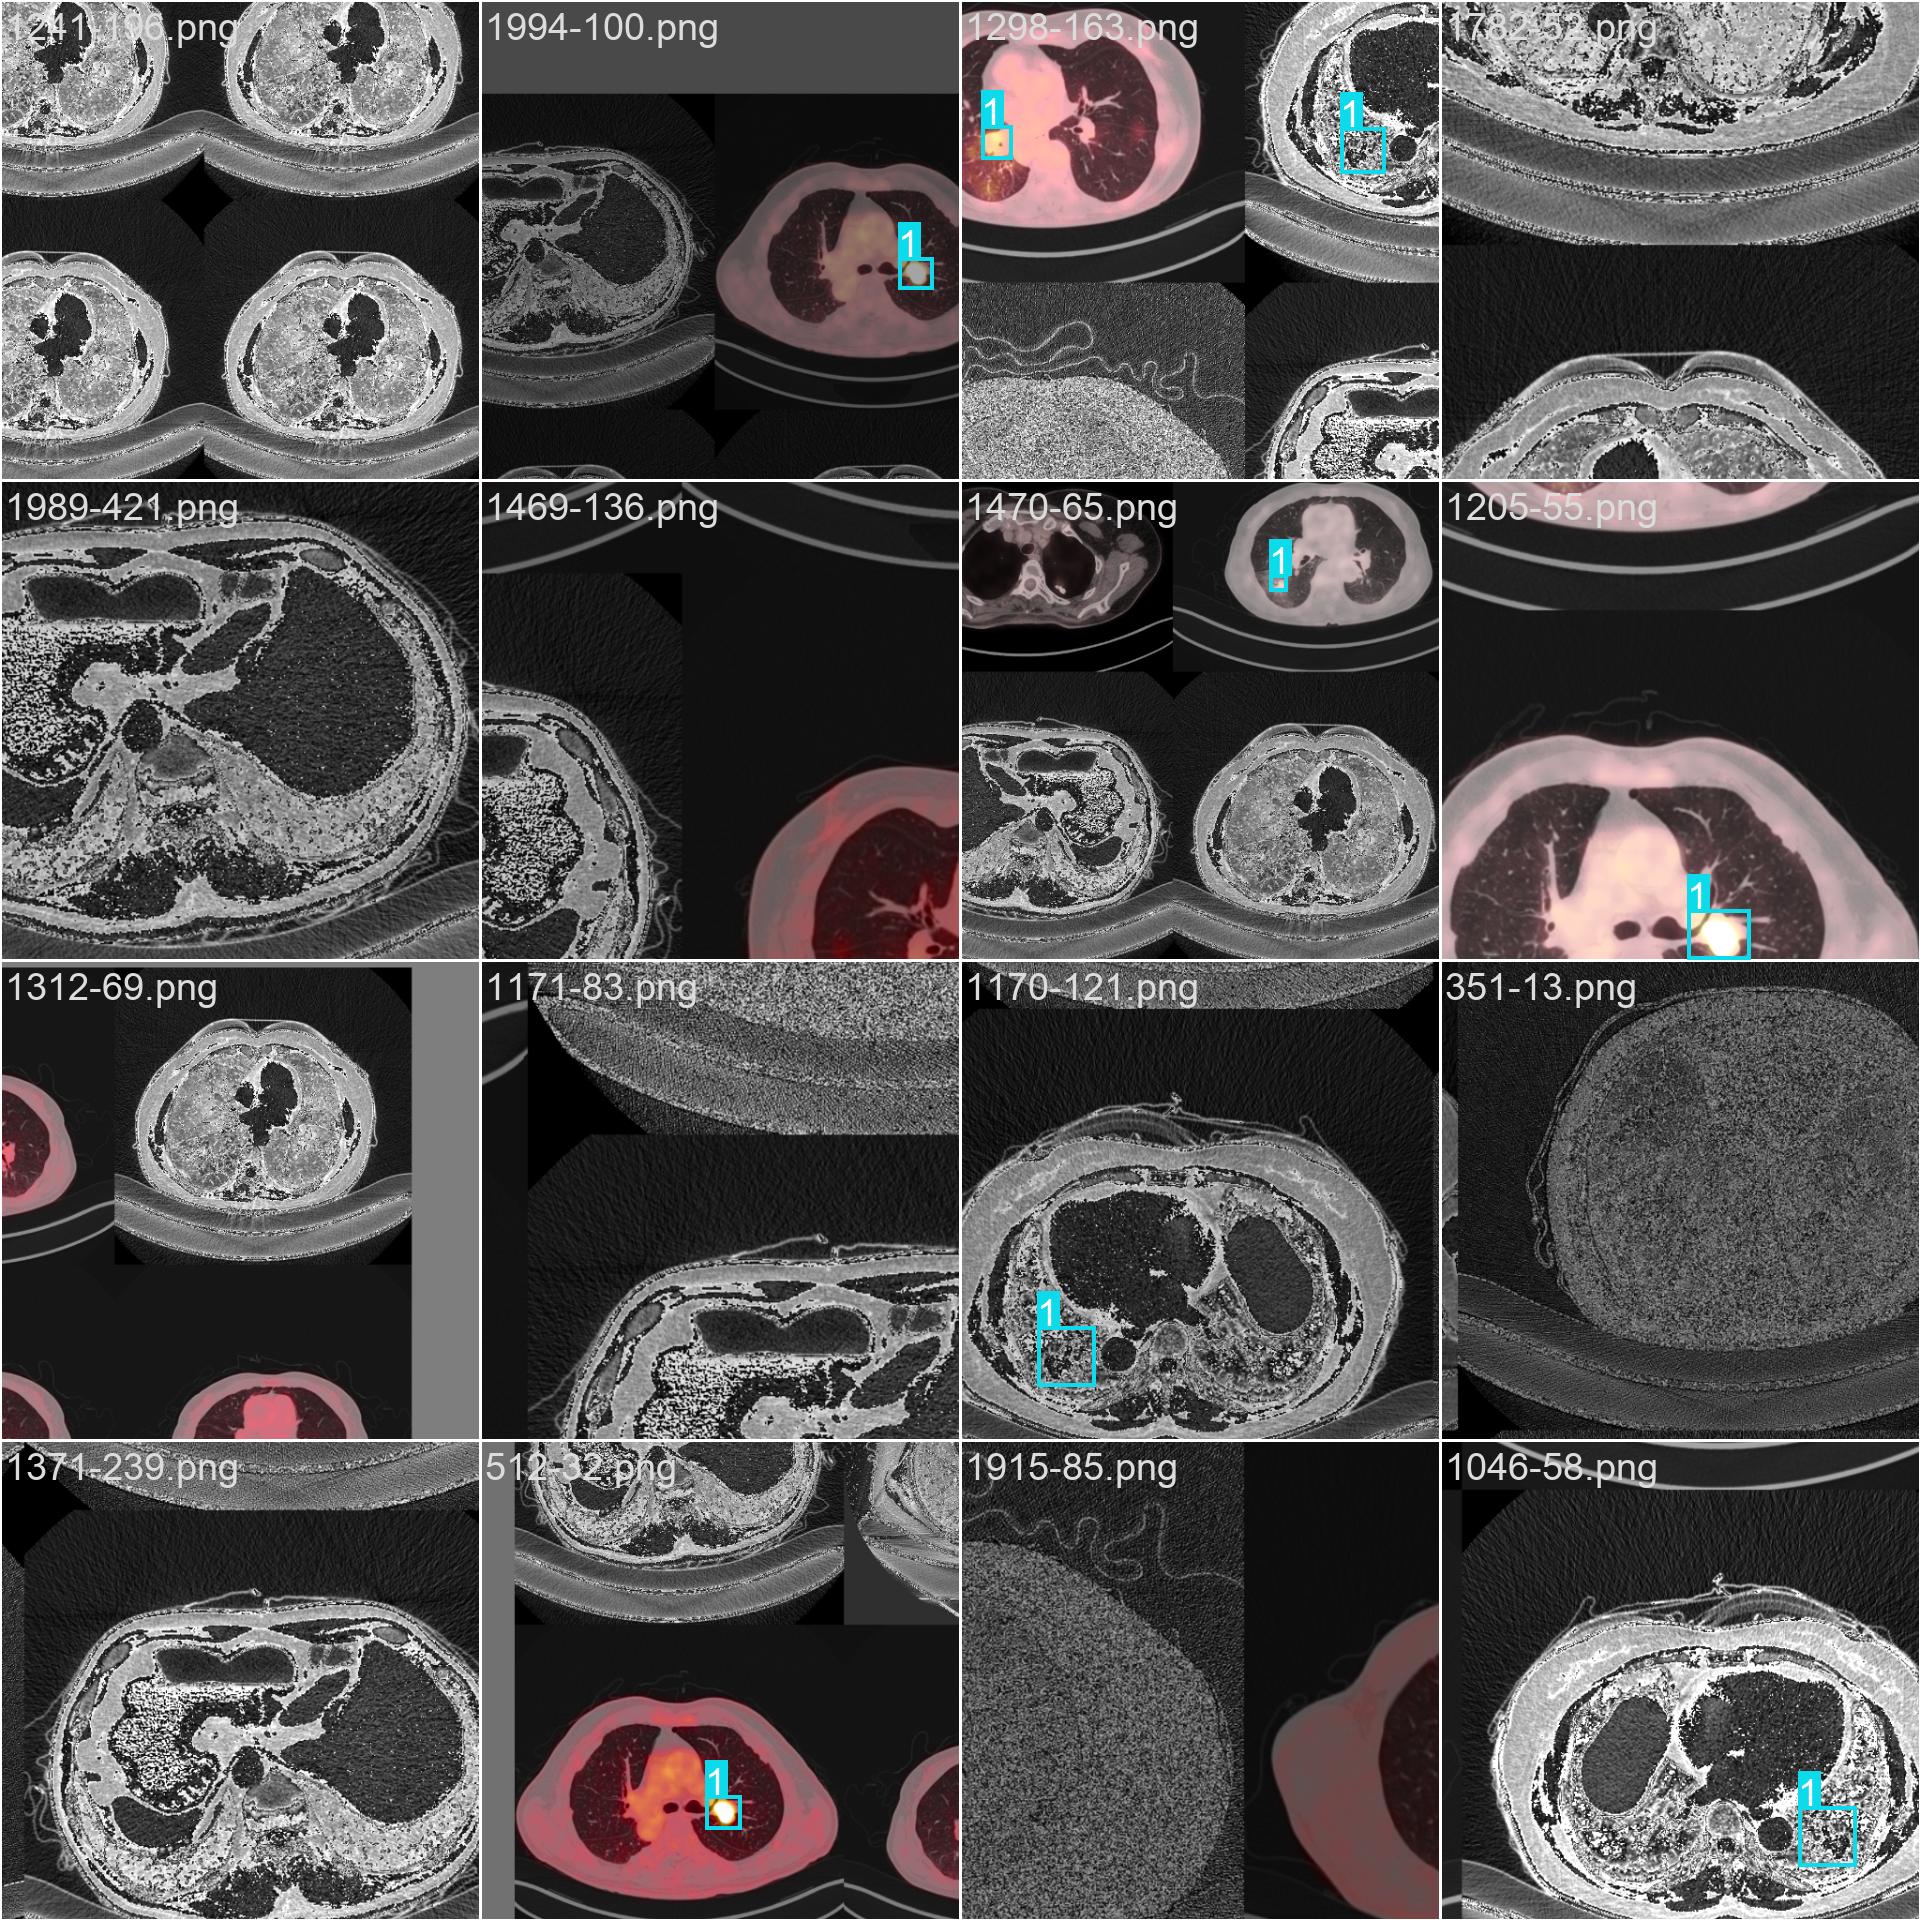 1241-196.png
1994-100.png
1298-163.png
1782-52.png
1
1
1
1989-421.png
1469-136.png
1470-65.png
1205-55.png
1
1
1312-69.png
1171-83.png
1170-121.png
351-13.png
1
1371-239.png
512-32.png
1915-85.png
1046-58.png
1
1